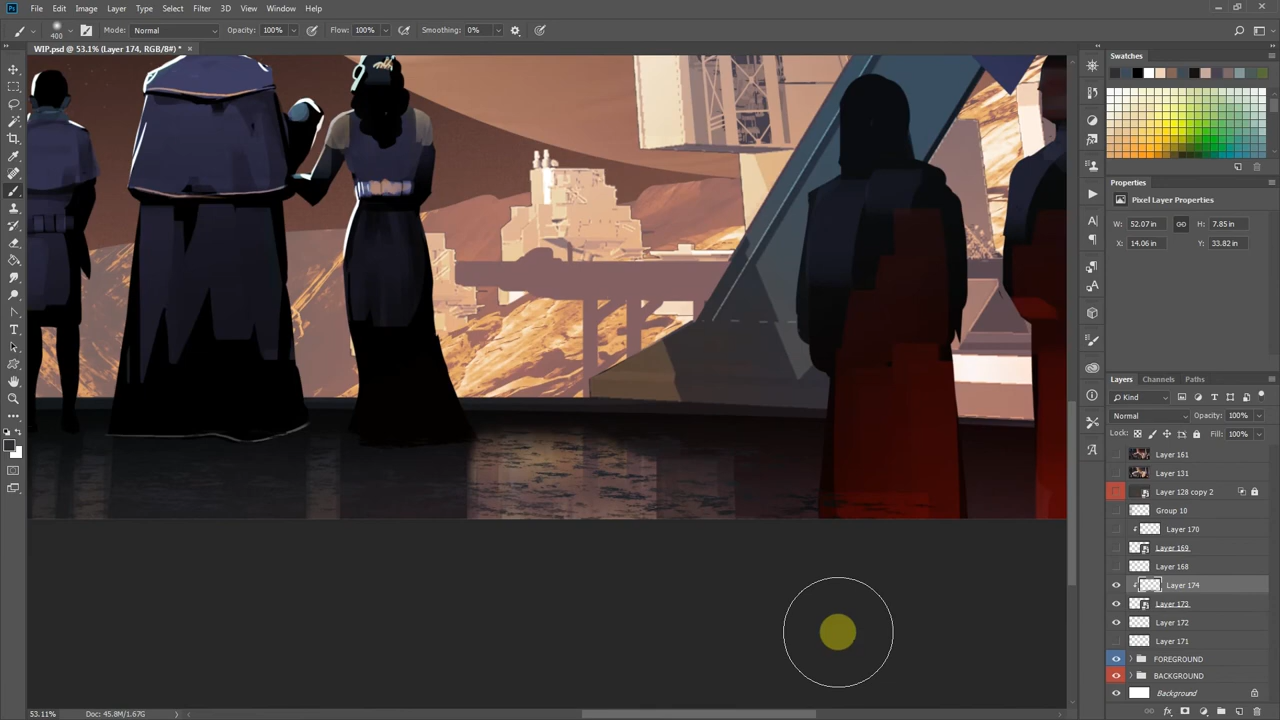 Ps File Edit Image Layer Type Select Filter 3D View Window Help
400 Mode: Normal Opacity: 100% Flow: 100% Smoothing: 0%
WIP.psd @ 53.1% (Layer 174, RGB/8#) * ×
Swatches
Properties
Pixel Layer Properties
W: 52.07 in GO H: 7.85 in
X: 14.06 in Y: 33.82 in
Layers Channels Paths
Kind
Normal Opacity: 100%
Lock: Fill: 100%
Layer 161
Layer 131
Layer 128 copy 2
Group 10
Layer 170
Layer 169
Layer 168
Layer 174
Layer 173
Layer 172
Layer 171
FOREGROUND
BACKGROUND
Background
53.11% Doc: 45.8M/1.67G
fx